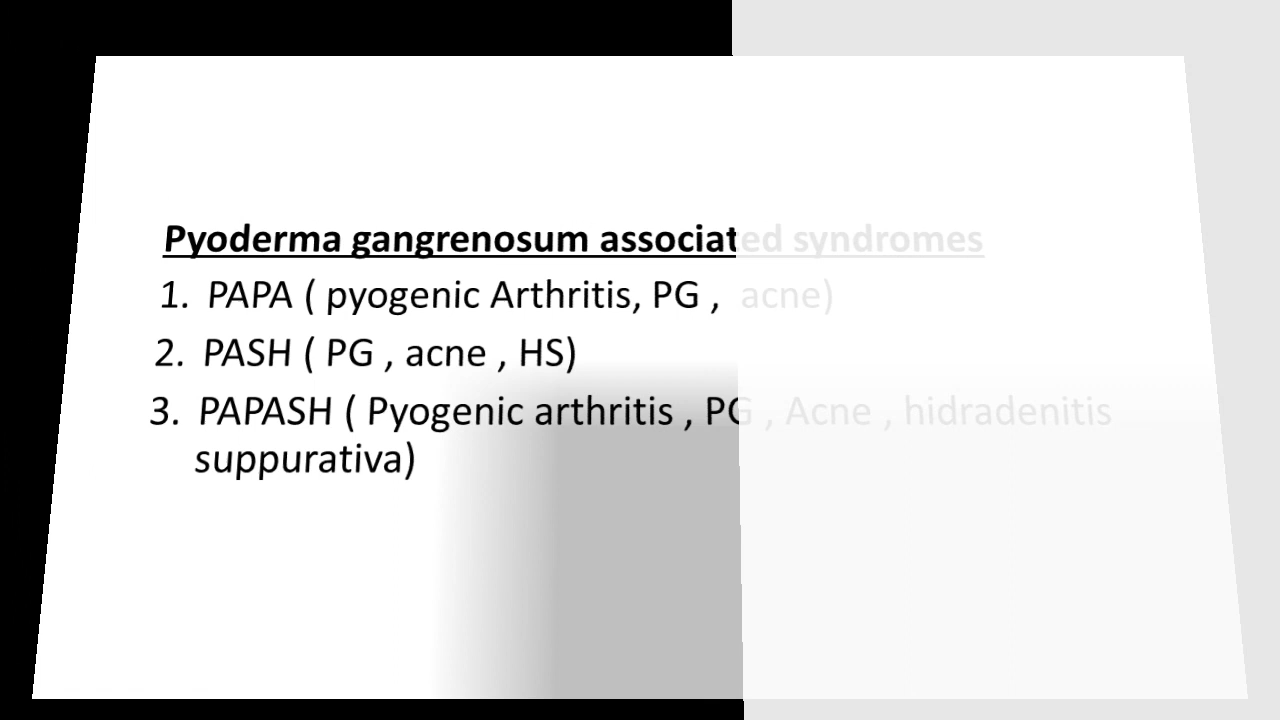 Pyoderma gangrenosum associated syndromes
1. PAPA ( pyogenic Arthritis, PG , acne)
2. PASH ( PG , acne , HS)
3. PAPASH ( Pyogenic arthritis , PG , Acne , hidradenitis
suppurativa)